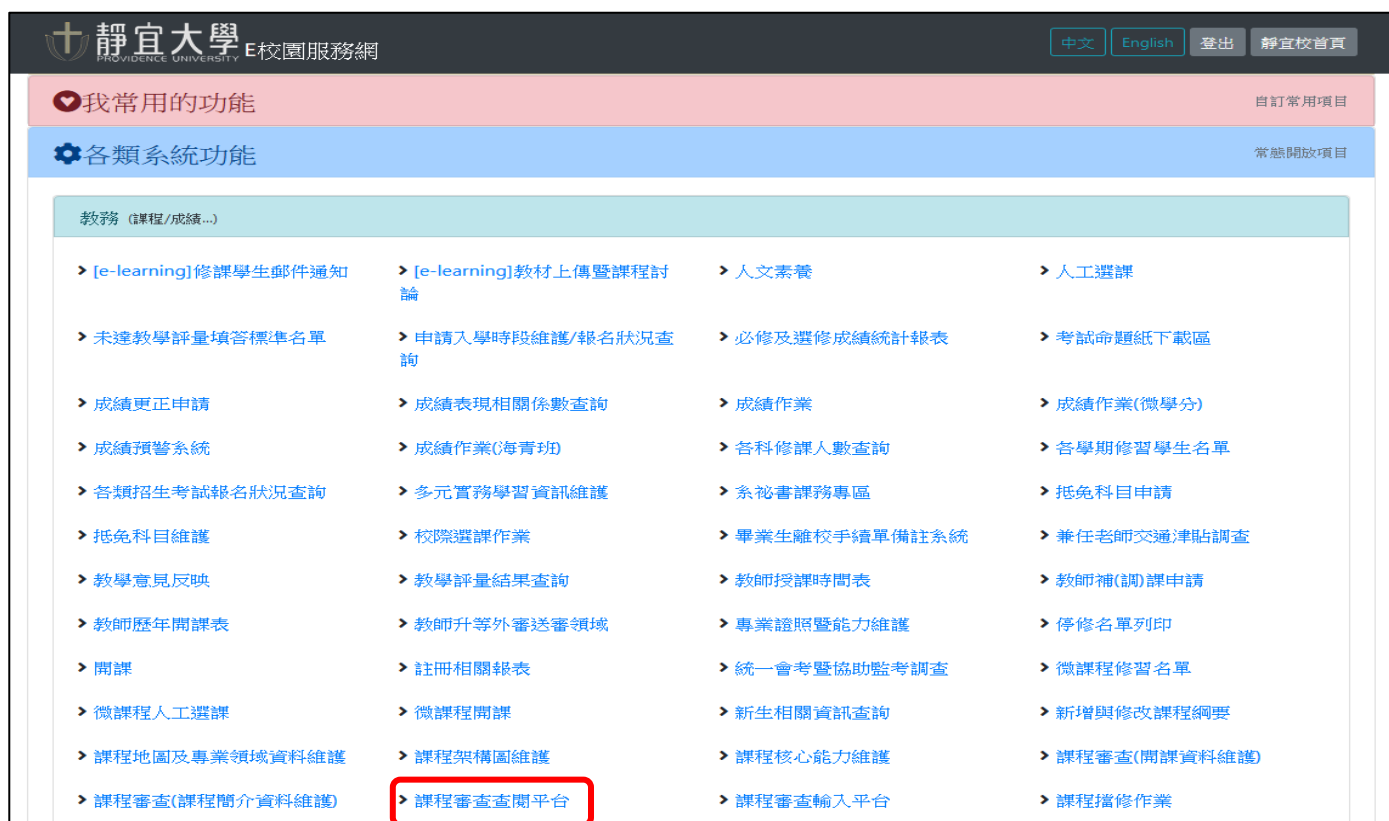 靜宜大學 E校園服務網
PROVIDENCE UNIVERSITY
中文 English 登出 靜宜校首頁
我常用的功能 自訂常用項目
各類系統功能 常態開放項目
教務 (課程/成績...)
[e-learning]修課學生郵件通知
[e-learning]教材上傳暨課程討
論
人文素養
人工選課
未達教學評量填答標準名單
申請入學時段維護/報名狀況查
詢
必修及選修成績統計報表
考試命題紙下載區
成績更正申請
成績表現相關係數查詢
成績作業
成績作業(微學分)
成績預警系統
成績作業(海青班)
各科修課人數查詢
各學期修習學生名單
各類招生考試報名狀況查詢
多元實務學習資訊維護
系祕書課務專區
抵免科目申請
抵免科目維護
校際選課作業
畢業生離校手續單備註系統
兼任老師交通津貼調查
教學意見反映
教學評量結果查詢
教師授課時間表
教師補(調)課申請
教師歷年開課表
教師升等外審送審領域
專業證照暨能力維護
停修名單列印
開課
註冊相關報表
統一會考暨協助監考調查
微課程修習名單
微課程人工選課
微課程開課
新生相關資訊查詢
新增與修改課程綱要
課程地圖及專業領域資料維護
課程架構圖維護
課程核心能力維護
課程審查(開課資料維護)
課程審查(課程簡介資料維護)
課程審查查閱平台
課程審查輸入平台
課程擋修作業